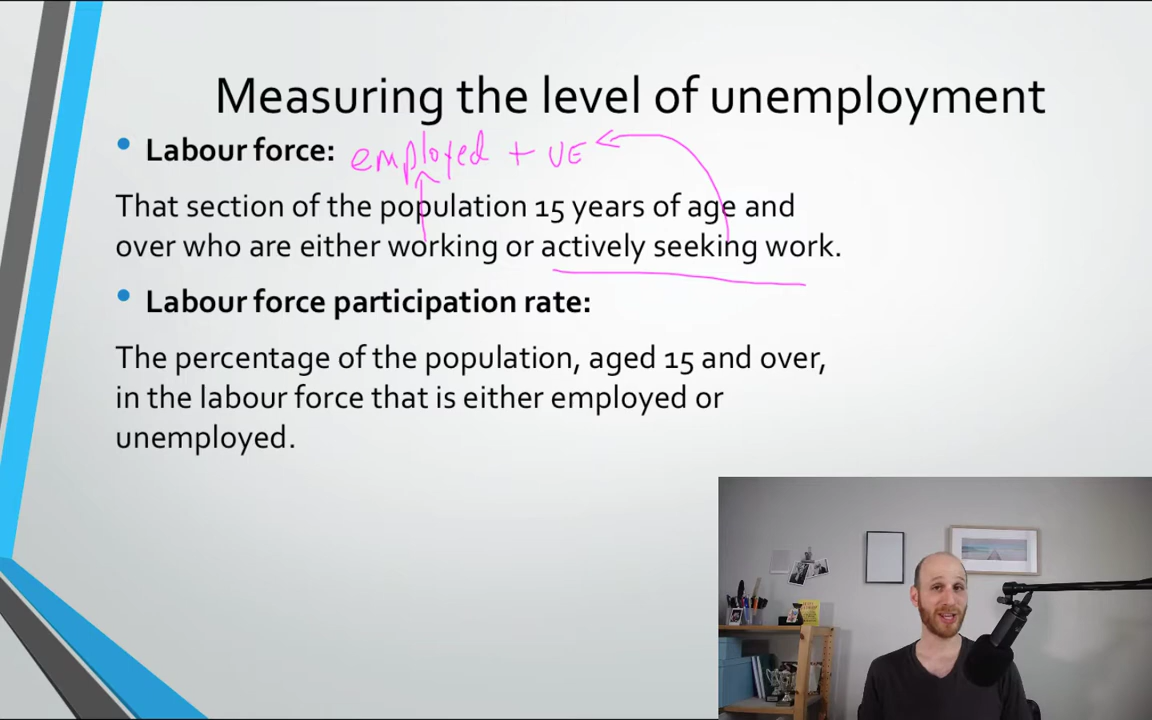 Measuring the level of unemployment
• Labour force: employed + UE
That section of the population 15 years of age and
over who are either working or actively seeking work.
• Labour force participation rate:
The percentage of the population, aged 15 and over,
in the labour force that is either employed or
unemployed.